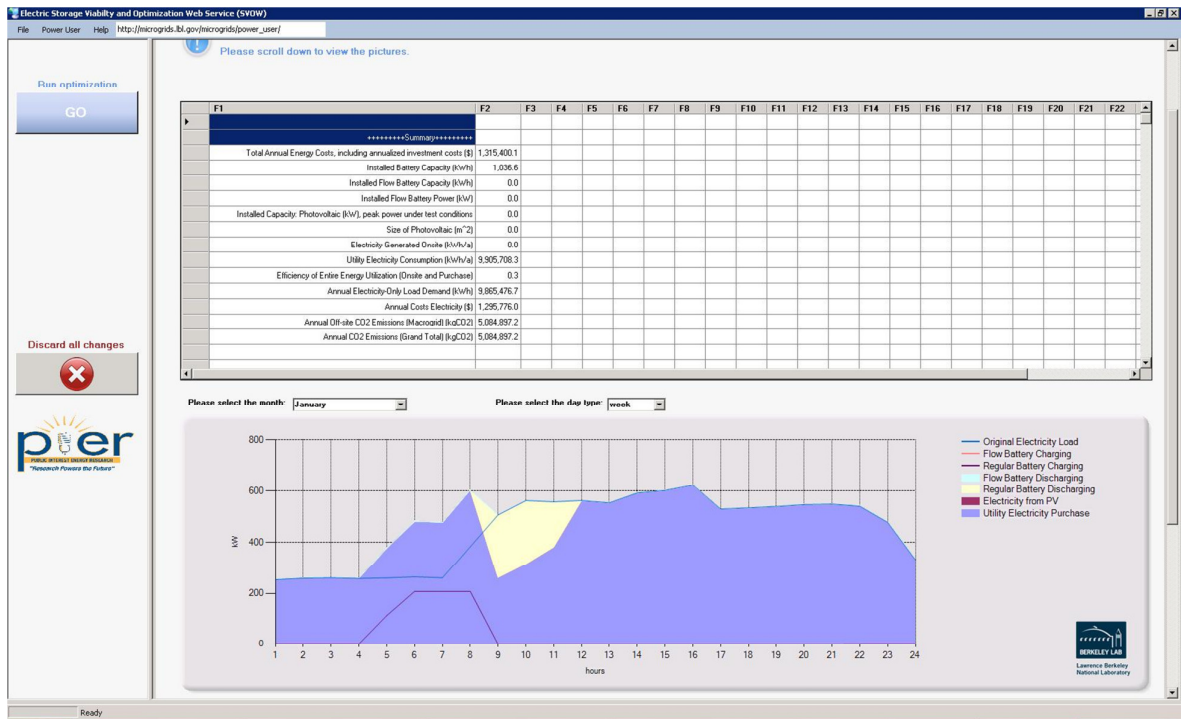 Electric Storage Viabilty and Optimization Web Service (SVOW)
File Power User Help http://microgrids.lbl.gov/microgrids/power_user/
Please scroll down to view the pictures.
Run optimization
GO
F1 F2 F3 F4 F5 F6 F7 F8 F9 F10 F11 F12 F13 F14 F15 F16 F17 F18 F19 F20 F21 F22
+++++++++Summary+++++++++
Total Annual Energy Costs, including annualized investment costs ($) 1,315,400.1
Installed Battery Capacity (kWh) 1,036.6
Installed Flow Battery Capacity (kWh) 0.0
Installed Flow Battery Power (kW) 0.0
Installed Capacity: Photovoltaic (kW), peak power under test conditions 0.0
Size of Photovoltaic (m^2) 0.0
Electricity Generated Onsite (kWh/a) 0.0
Utility Electricity Consumption (kWh/a) 9,905,708.3
Efficiency of Entire Energy Utilization (Onsite and Purchase) 0.3
Annual Electricity-Only Load Demand (kWh) 9,865,476.7
Annual Costs Electricity ($) 1,295,776.0
Annual Off-site CO2 Emissions (Macrogrid) (kgCO2) 5,084,897.2
Annual CO2 Emissions (Grand Total) (kgCO2) 5,084,897.2
Discard all changes
Please select the month: January Please select the day type: week
pier
PUBLIC INTEREST ENERGY RESEARCH
"Research Powers the Future"
800
600
400
200
0
kW
1 2 3 4 5 6 7 8 9 10 11 12 13 14 15 16 17 18 19 20 21 22 23 24
hours
Original Electricity Load
Flow Battery Charging
Regular Battery Charging
Flow Battery Discharging
Regular Battery Discharging
Electricity from PV
Utility Electricity Purchase
BERKELEY LAB
Lawrence Berkeley
National Laboratory
Ready